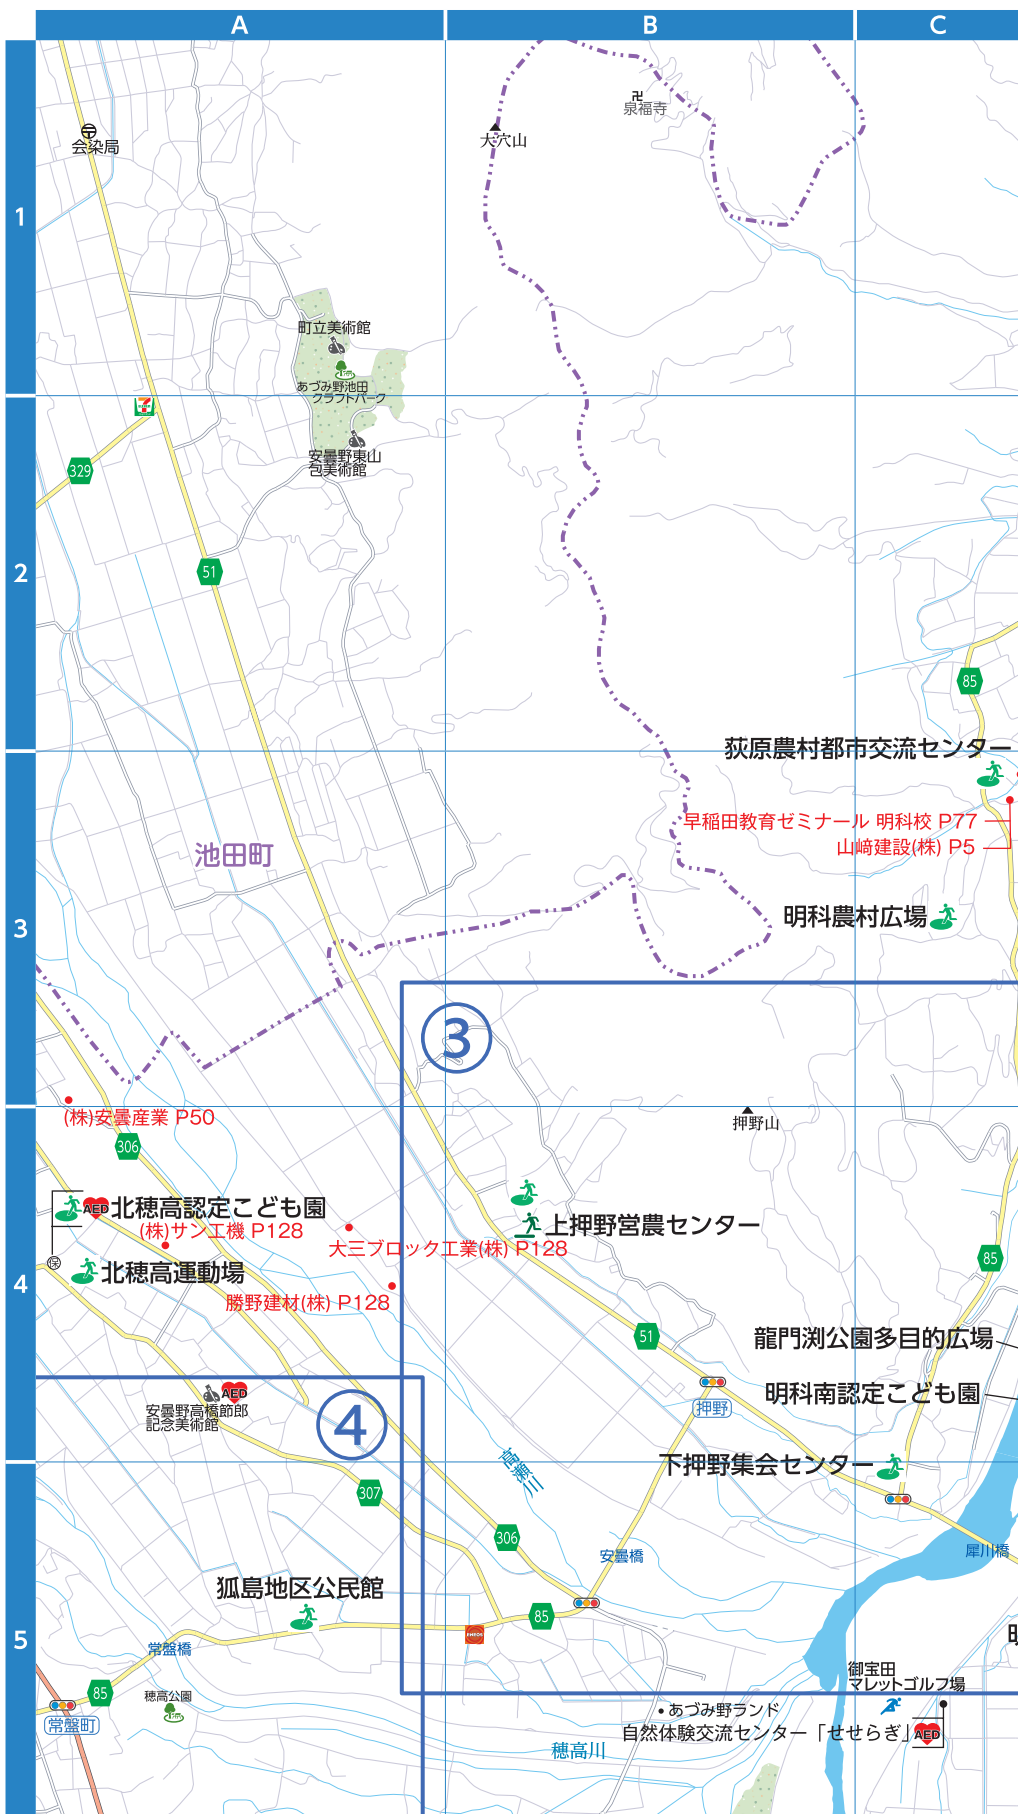 A
B
C
1
会染局
大穴山
卍
泉福寺
町立美術館
あづみ野池田
クラフトパーク
安曇野東山
包美術館
329
51
2
85
荻原農村都市交流センター
早稲田教育ゼミナール 明科校 P77
山﨑建設(株) P5
池田町
明科農村広場
3
③
(株)安曇産業 P50
押野山
306
AED
北穂高認定こども園
(株)サン工機 P128
上押野営農センター
大三ブロック工業(株) P128
保
北穂高運動場
85
4
勝野建材(株) P128
51
龍門渕公園多目的広場
押野
明科南認定こども園
AED
安曇野高橋節郎
記念美術館
④
高瀬川
下押野集会センター
307
306
安曇橋
犀川橋
狐島地区公民館
85
ENEOS
5
常盤橋
明
御宝田
マレットゴルフ場
85
穂高公園
常盤町
あづみ野ランド
自然体験交流センター「せせらぎ」
AED
穂高川